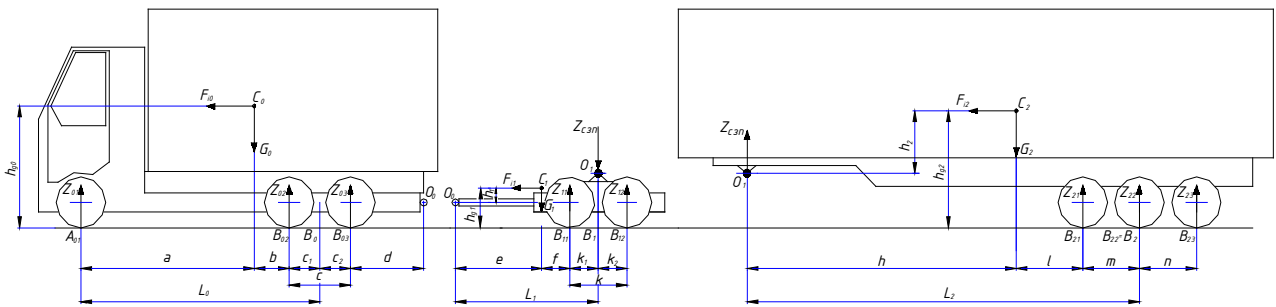 F_i0 C_0 G_0 h_g0
Z_01 Z_02 Z_03 O_0
A_01 B_02 B_0 B_03
a b c_1 c_2 d
c
L_0
Z_сзп
O_1
O_0 F_i1 C_1 Z_11 Z_12
h_g1 G_1
B_11 B_1 B_12
e f k_1 k_2
k
L_1
F_i2 C_2
Z_сзп h_2 G_2 h_g2
O_1 Z_21 Z_22 Z_23
B_21 B_22=B_2 B_23
h l m n
L_2